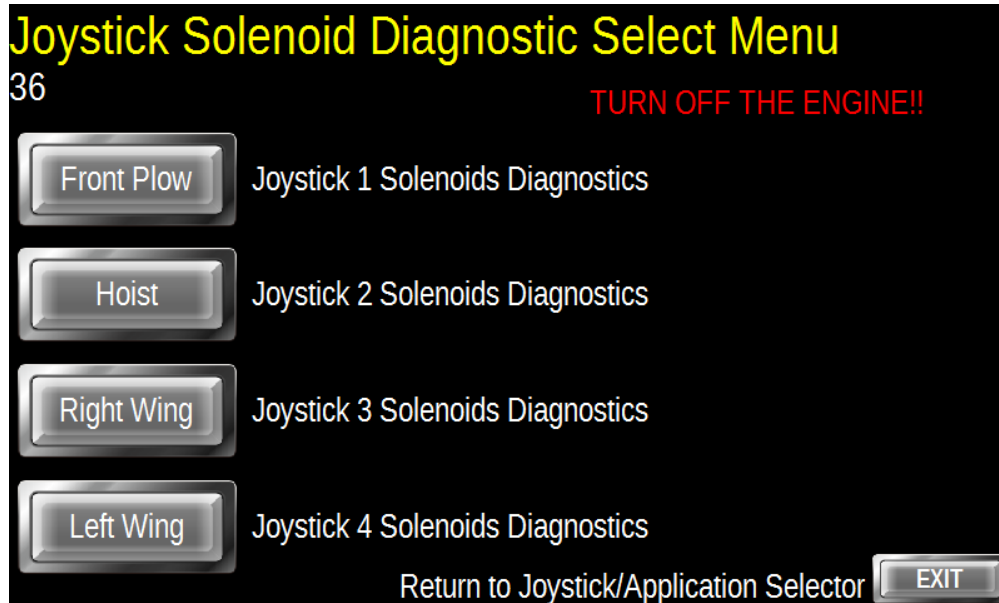 Joystick Solenoid Diagnostic Select Menu
36
TURN OFF THE ENGINE!!
Front Plow Joystick 1 Solenoids Diagnostics
Hoist Joystick 2 Solenoids Diagnostics
Right Wing Joystick 3 Solenoids Diagnostics
Left Wing Joystick 4 Solenoids Diagnostics
Return to Joystick/Application Selector EXIT